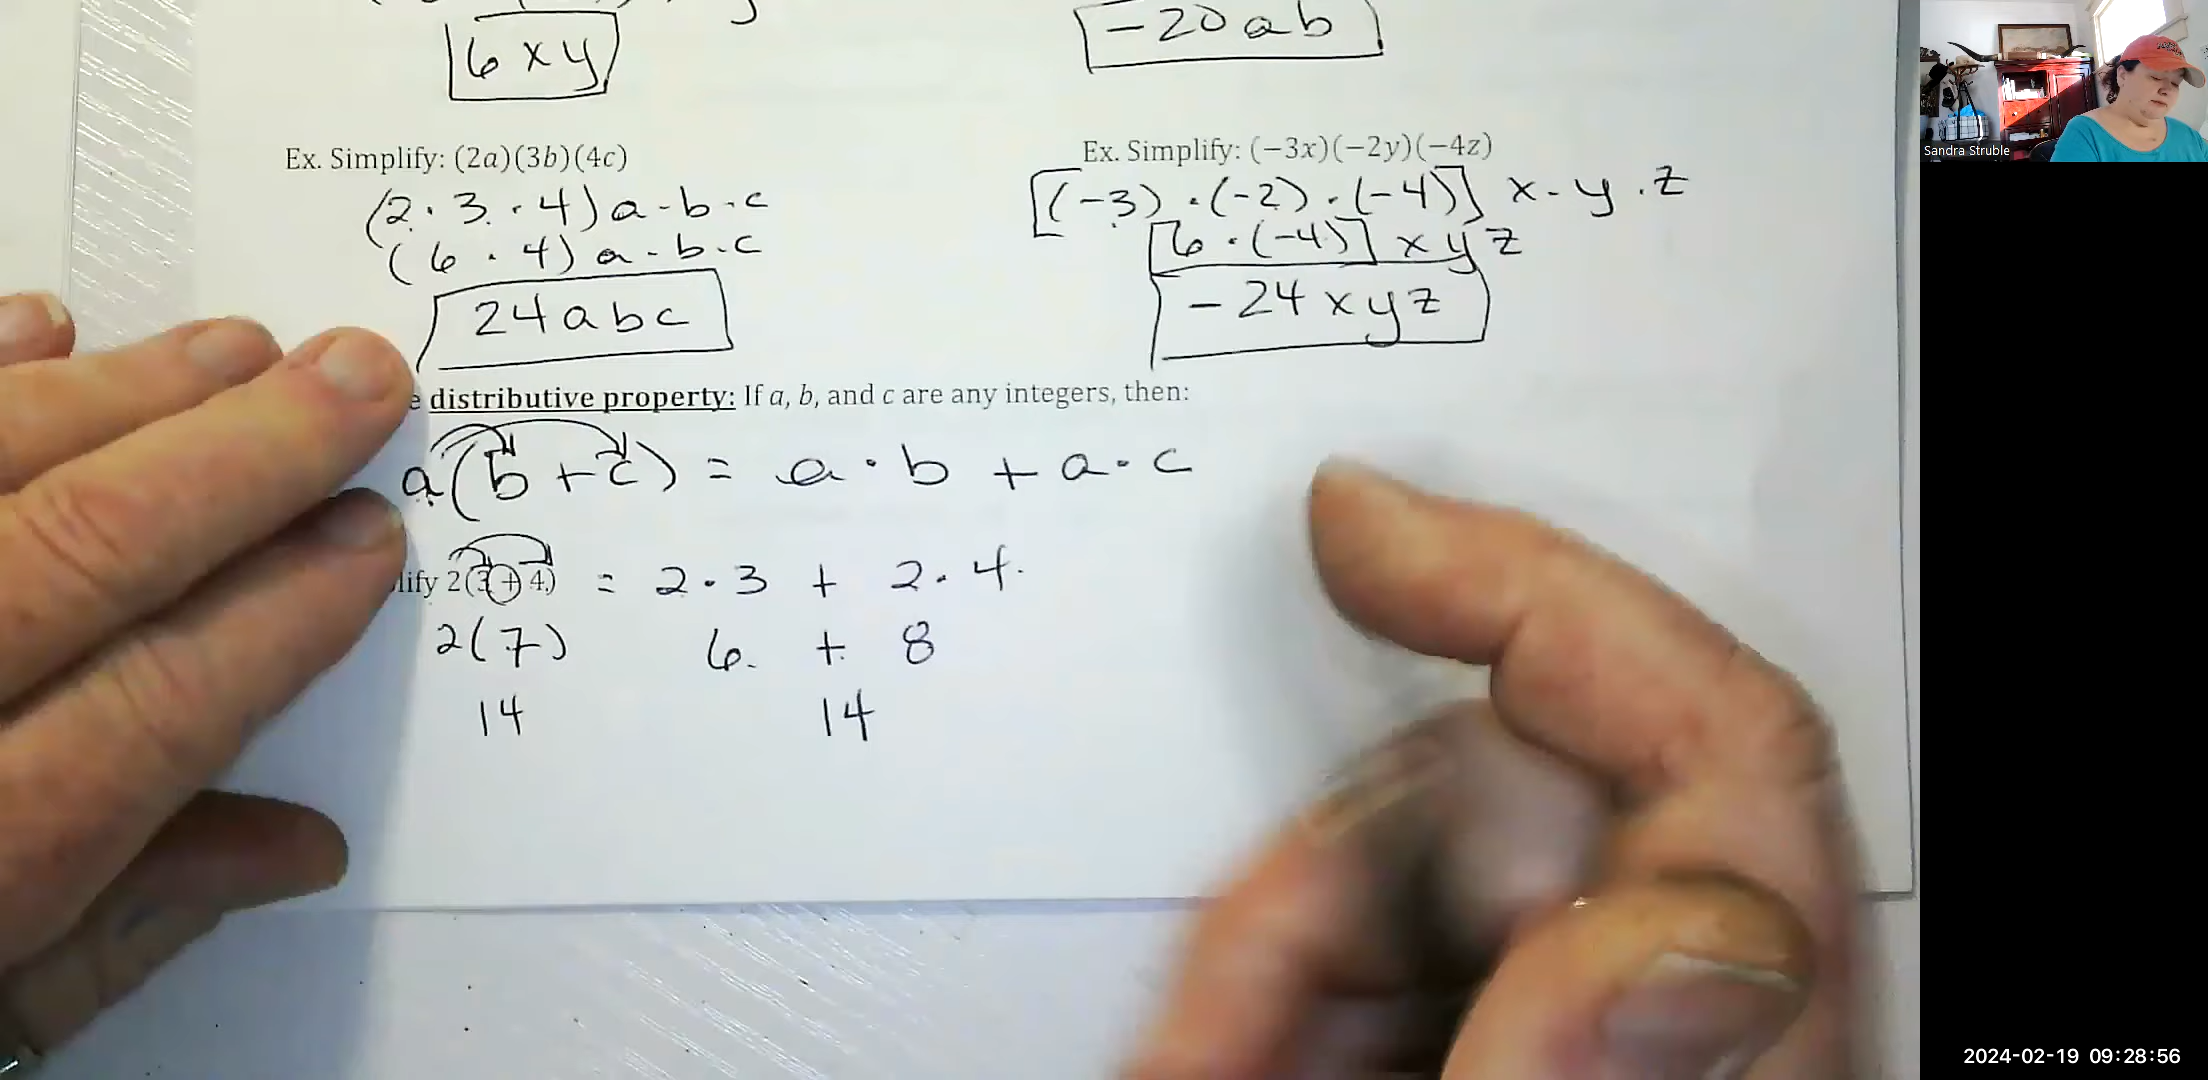 6xy
-20ab
Ex. Simplify: (2a)(3b)(4c)
(2·3·4)a·b·c
(6·4)a·b·c
24abc
Ex. Simplify: (−3x)(−2y)(−4z)
[(-3)·(-2)·(-4)] x·y·z
[6·(-4)] xyz
-24xyz
distributive property: If a, b, and c are any integers, then:
a(b+c) = a·b + a·c
lify 2(3 + 4) = 2·3 + 2·4
2(7) 6 + 8
14 14
Sandra Struble
2024-02-19 09:28:56